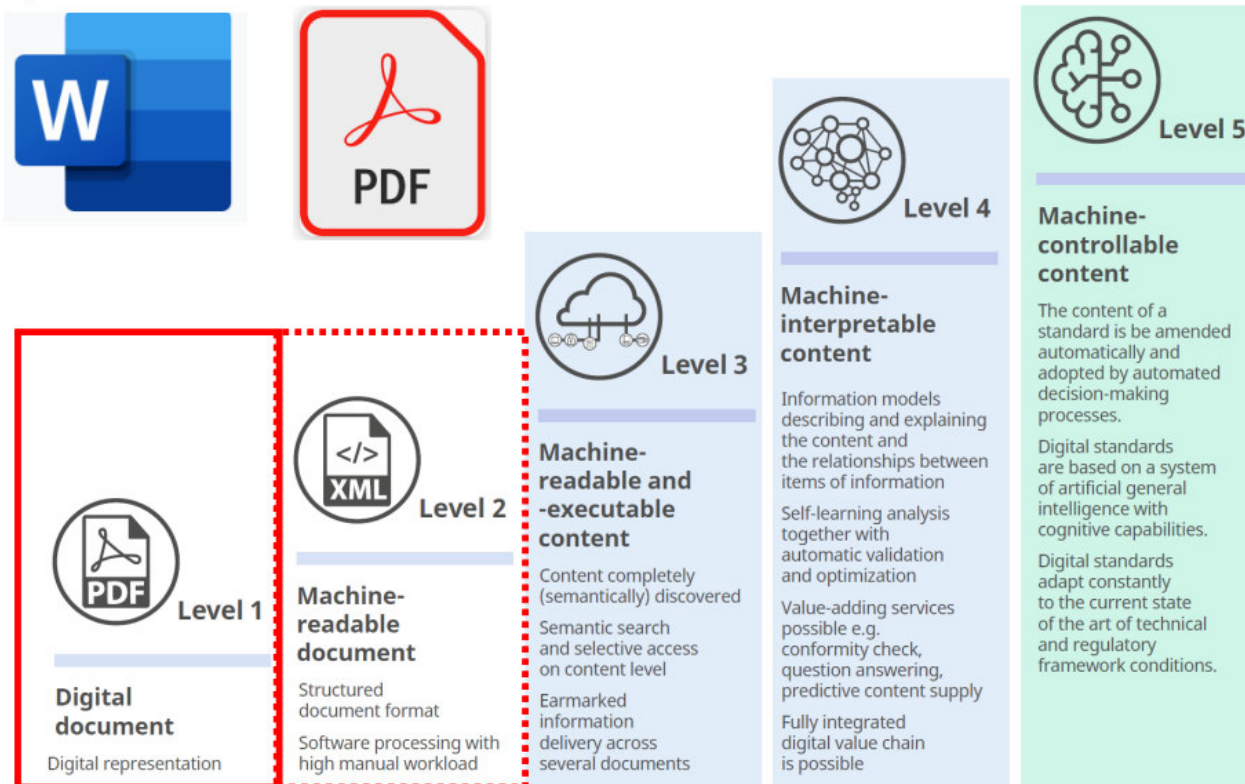 W
PDF
PDF
Level 1
Digital
document
Digital representation
</>
XML
Level 2
Machine-
readable
document
Structured
document format
Software processing with
high manual workload
Level 3
Machine-
readable and
-executable
content
Content completely
(semantically) discovered
Semantic search
and selective access
on content level
Earmarked
information
delivery across
several documents
Level 4
Machine-
interpretable
content
Information models
describing and explaining
the content and
the relationships between
items of information
Self-learning analysis
together with
automatic validation
and optimization
Value-adding services
possible e.g.
conformity check,
question answering,
predictive content supply
Fully integrated
digital value chain
is possible
Level 5
Machine-
controllable
content
The content of a
standard is be amended
automatically and
adopted by automated
decision-making
processes.
Digital standards
are based on a system
of artificial general
intelligence with
cognitive capabilities.
Digital standards
adapt constantly
to the current state
of the art of technical
and regulatory
framework conditions.